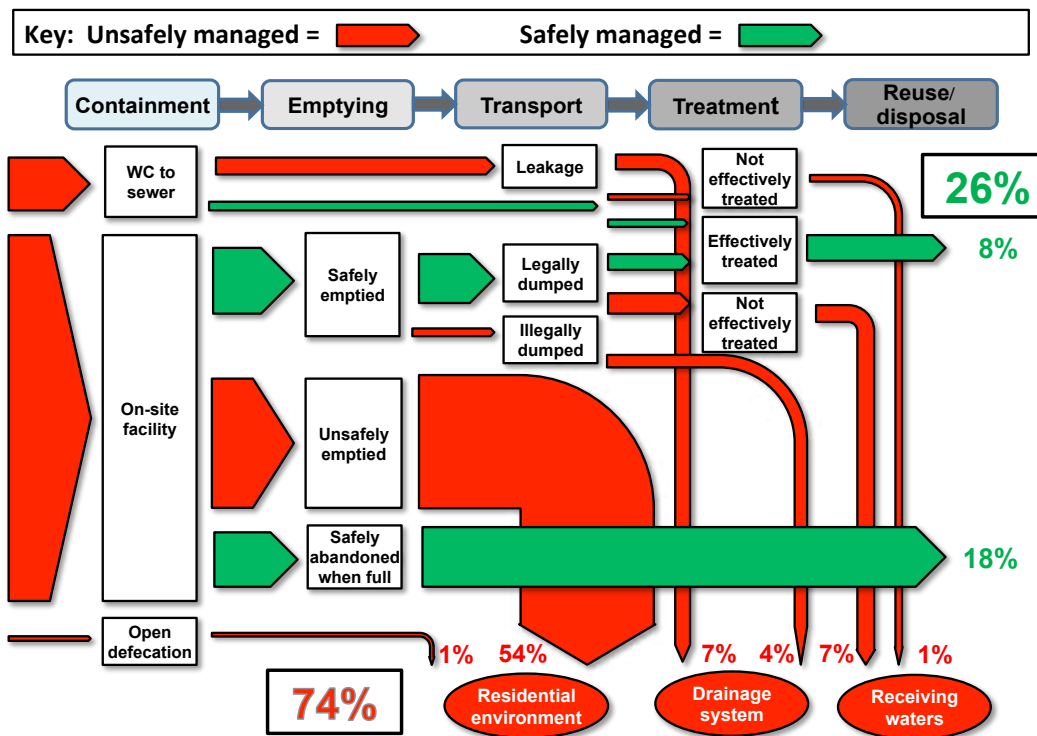 Key: Unsafely managed =
Safely managed =
Containment
Emptying
Transport
Treatment
Reuse/
disposal
WC to
sewer
Leakage
Not
effectively
treated
26%
Effectively
treated
8%
Safely
emptied
Legally
dumped
Not
effectively
treated
Illegally
dumped
On-site
facility
Unsafely
emptied
Safely
abandoned
when full
18%
Open
defecation
1%
54%
7%
4%
7%
1%
74%
Residential
environment
Drainage
system
Receiving
waters